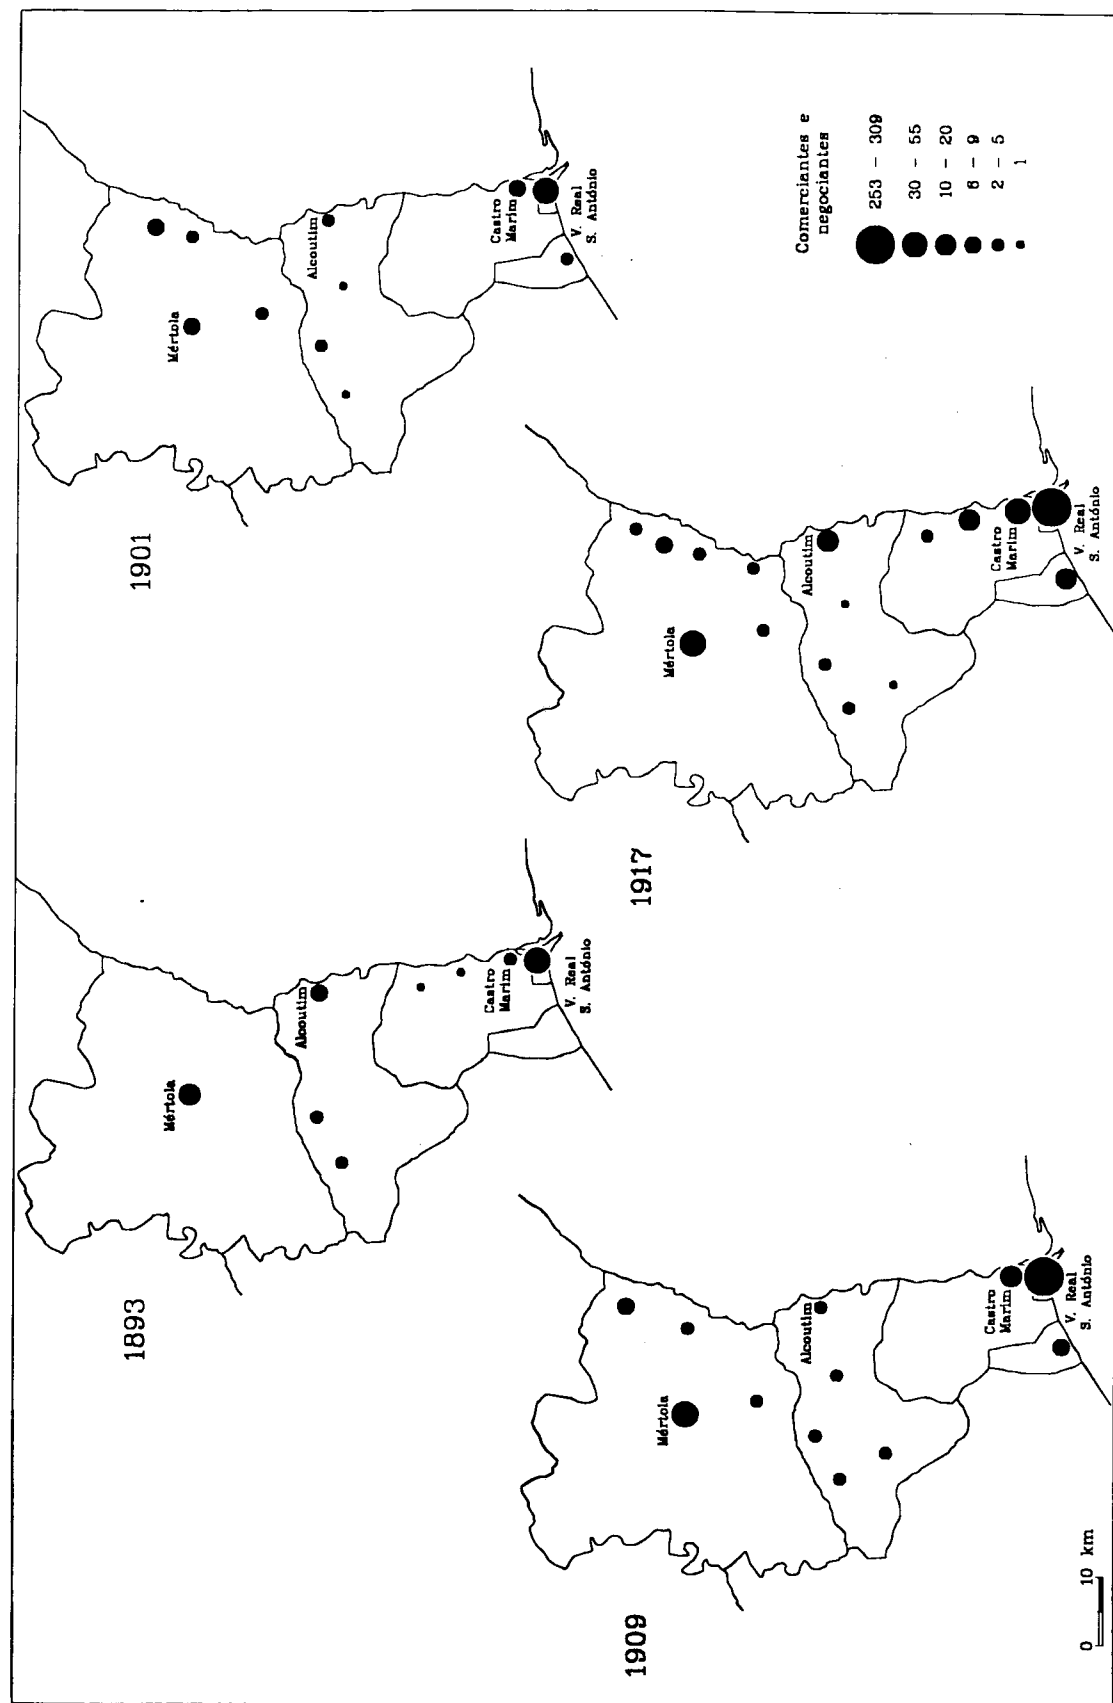 1893
Mértola
Alcoutim
Castro
Marim
V. Real
S. António
1901
Mértola
Alcoutim
Castro
Marim
V. Real
S. António
1909
Mértola
Alcoutim
Castro
Marim
V. Real
S. António
1917
Mértola
Alcoutim
Castro
Marim
V. Real
S. António
Comerciantes e
negociantes
253 - 309
30 - 55
10 - 20
6 - 9
2 - 5
1
0 10 km